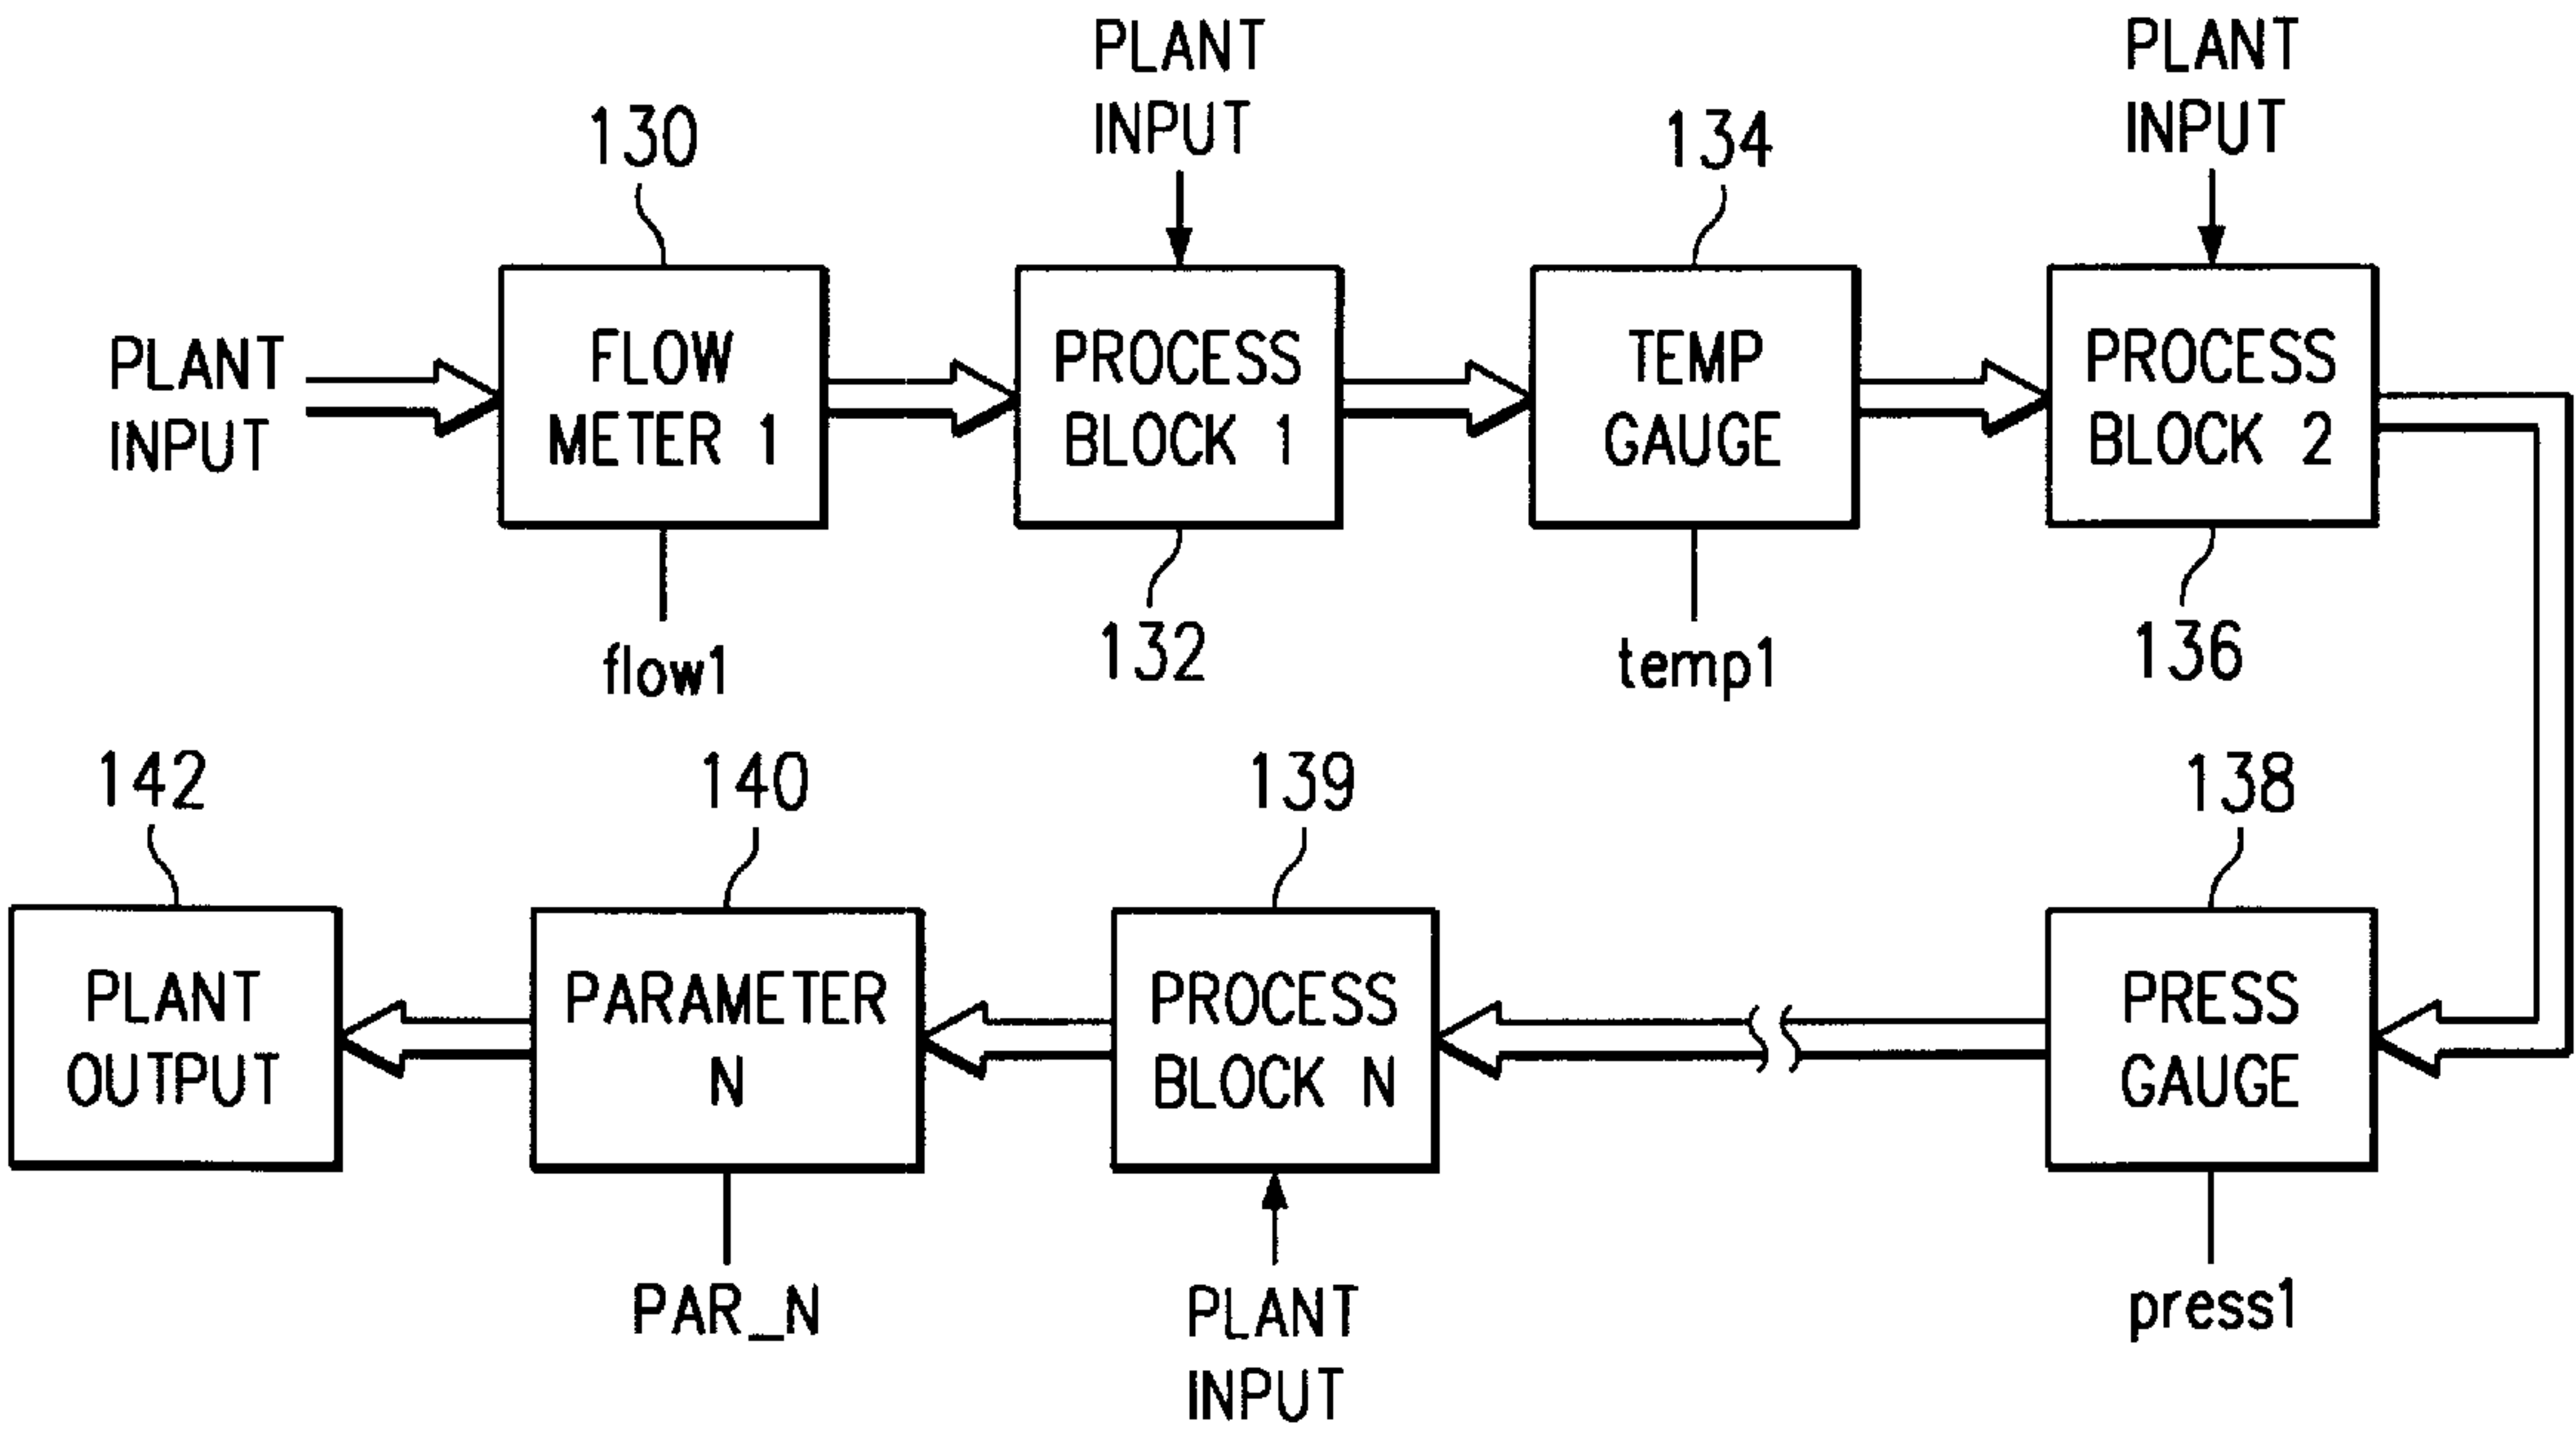 PLANT
INPUT
PLANT
INPUT
130
134
PLANT
INPUT
FLOW
METER 1
PROCESS
BLOCK 1
TEMP
GAUGE
PROCESS
BLOCK 2
flow1
132
temp1
136
142
140
139
138
PLANT
OUTPUT
PARAMETER
N
PROCESS
BLOCK N
PRESS
GAUGE
PAR_N
PLANT
INPUT
press1